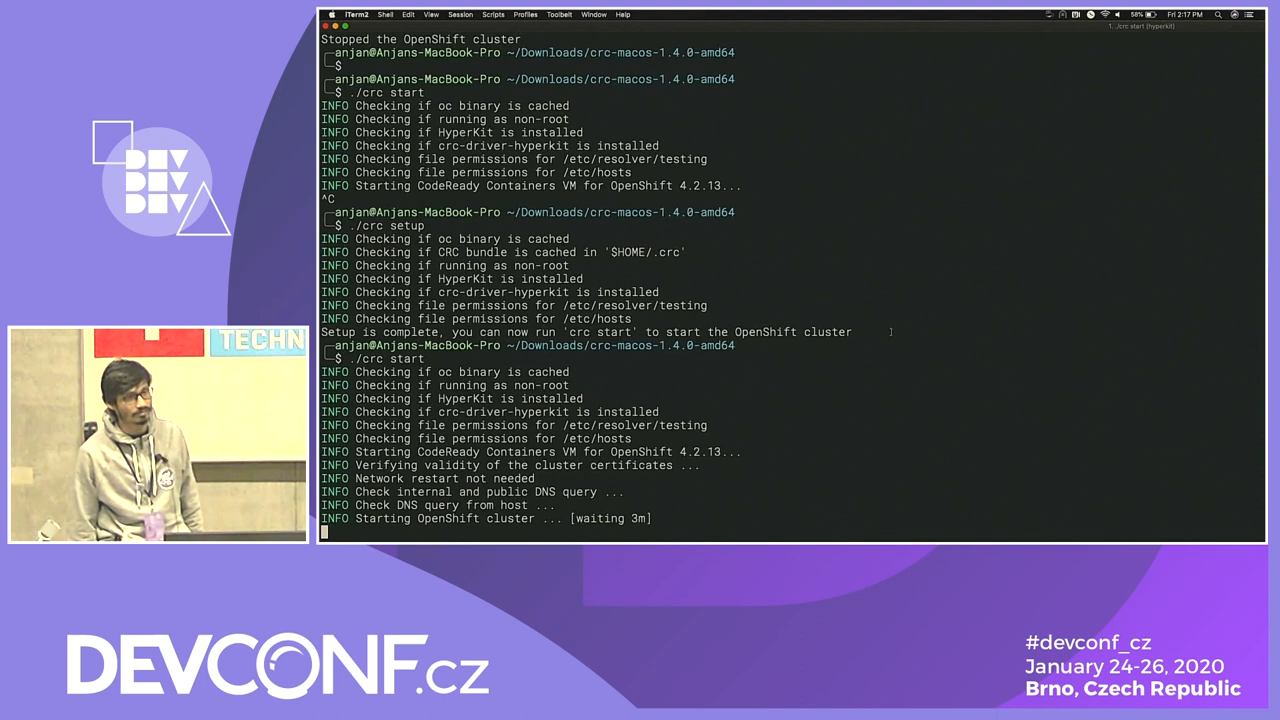 iTerm2 Shell Edit View Session Scripts Profiles Toolbelt Window Help 58% Fri 2:17 PM
1. ./crc start (hyperkit)
Stopped the OpenShift cluster
anjan@Anjans-MacBook-Pro ~/Downloads/crc-macos-1.4.0-amd64
$
anjan@Anjans-MacBook-Pro ~/Downloads/crc-macos-1.4.0-amd64
$ ./crc start
INFO Checking if oc binary is cached
INFO Checking if running as non-root
INFO Checking if HyperKit is installed
INFO Checking if crc-driver-hyperkit is installed
INFO Checking file permissions for /etc/resolver/testing
INFO Checking file permissions for /etc/hosts
INFO Starting CodeReady Containers VM for OpenShift 4.2.13...
^C
anjan@Anjans-MacBook-Pro ~/Downloads/crc-macos-1.4.0-amd64
$ ./crc setup
INFO Checking if oc binary is cached
INFO Checking if CRC bundle is cached in '$HOME/.crc'
INFO Checking if running as non-root
INFO Checking if HyperKit is installed
INFO Checking if crc-driver-hyperkit is installed
INFO Checking file permissions for /etc/resolver/testing
INFO Checking file permissions for /etc/hosts
Setup is complete, you can now run 'crc start' to start the OpenShift cluster
anjan@Anjans-MacBook-Pro ~/Downloads/crc-macos-1.4.0-amd64
$ ./crc start
INFO Checking if oc binary is cached
INFO Checking if running as non-root
INFO Checking if HyperKit is installed
INFO Checking if crc-driver-hyperkit is installed
INFO Checking file permissions for /etc/resolver/testing
INFO Checking file permissions for /etc/hosts
INFO Starting CodeReady Containers VM for OpenShift 4.2.13...
INFO Verifying validity of the cluster certificates ...
INFO Network restart not needed
INFO Check internal and public DNS query ...
INFO Check DNS query from host ...
INFO Starting OpenShift cluster ... [waiting 3m]
DEV
DEV
DEV
TECHN
DEVCONF.cz
#devconf_cz
January 24-26, 2020
Brno, Czech Republic